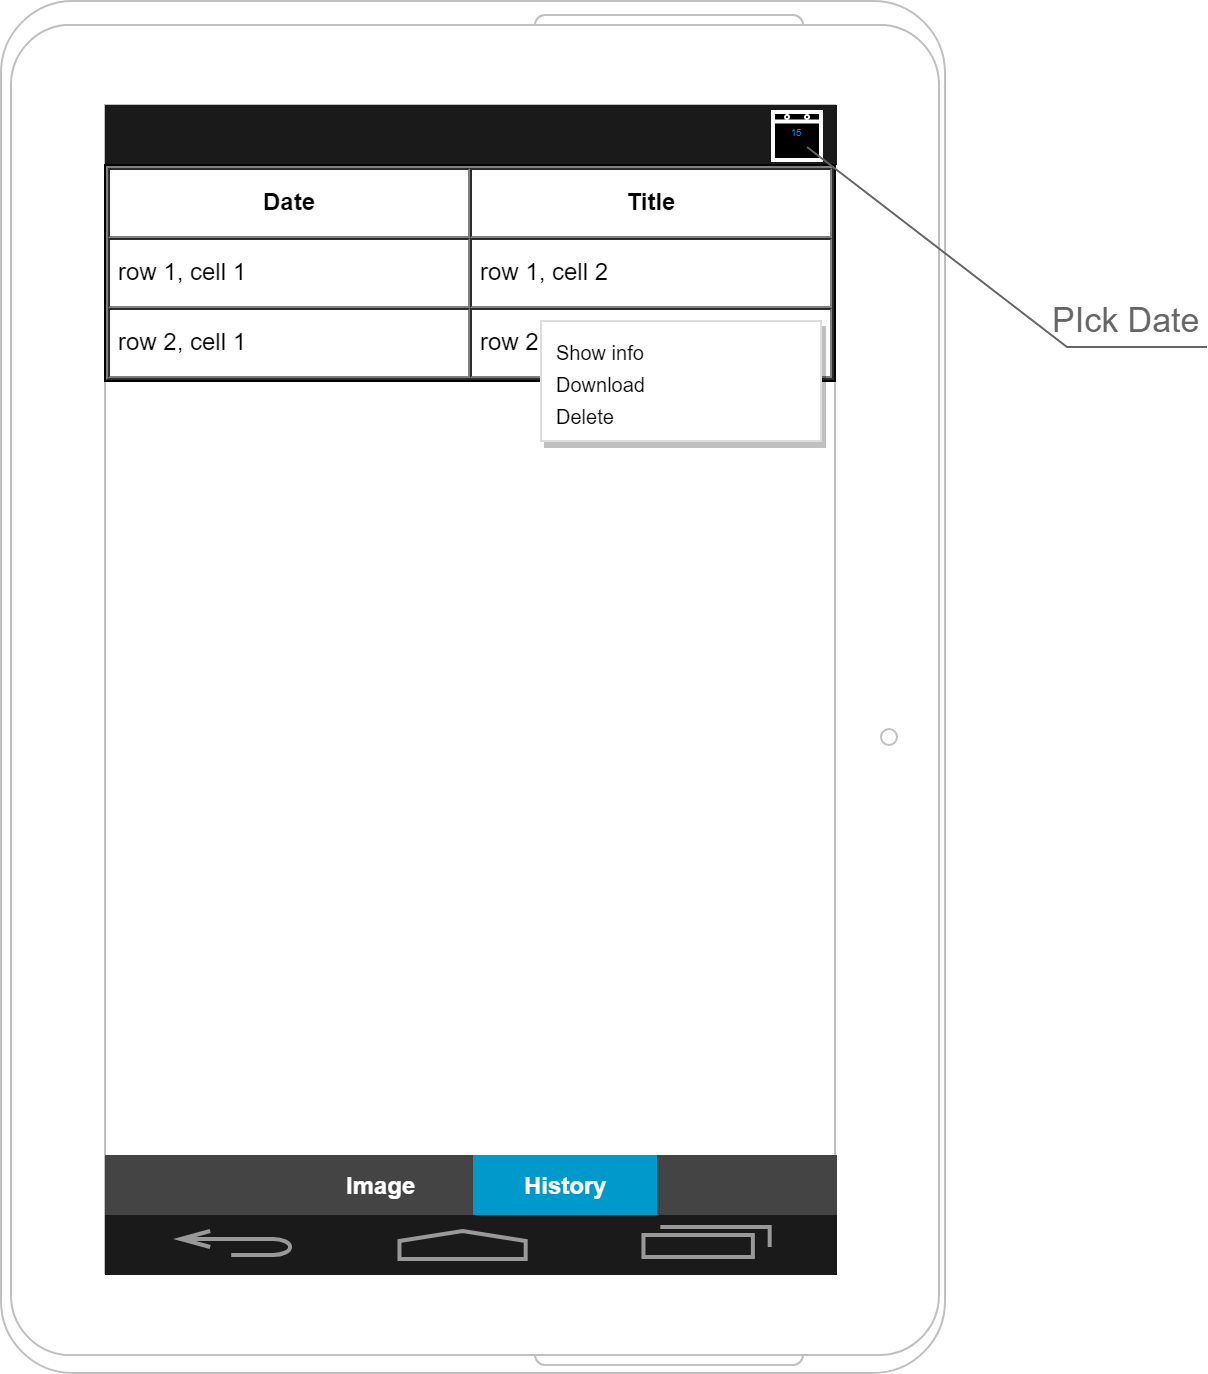 15
Date Title
row 1, cell 1 row 1, cell 2
PIck Date
row 2, cell 1 row 2
Show info
Download
Delete
Image History